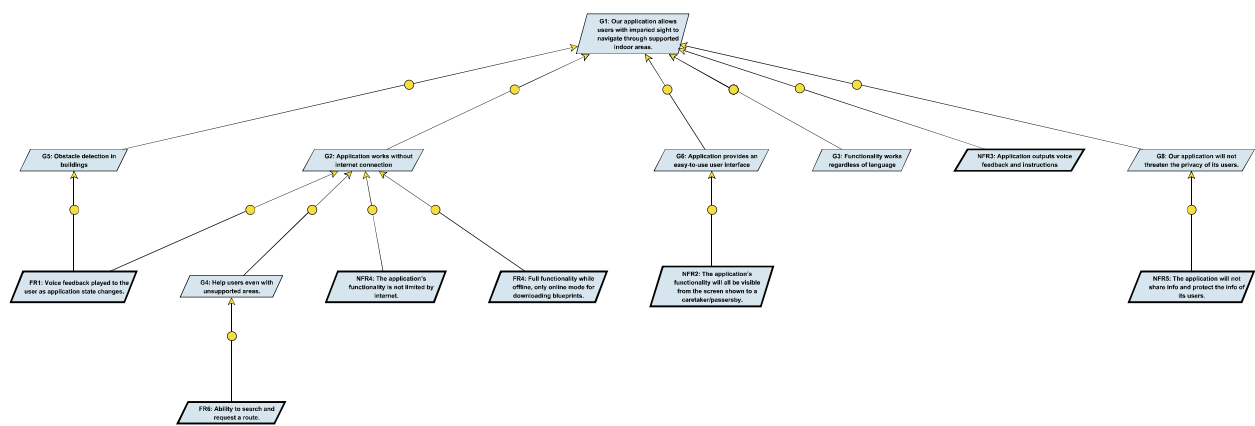 G1: Our application allows
users with imparied sight to
navigate through supported
indoor areas.
G5: Obstacle detection in
buildings
G2: Application works without
internet connection
G6: Application provides an
easy-to-use user interface
G3: Functionality works
regardless of language
NFR3: Application outputs voice
feedback and instructions
G8: Our application will not
threaten the privacy of its users.
FR1: Voice feedback played to the
user as application state changes.
G4: Help users even with
unsupported areas.
NFR4: The application's
functionality is not limited by
internet.
FR4: Full functionality while
offline, only online mode for
downloading blueprints.
NFR2: The application's
functionality will all be visible
from the screen shown to a
caretaker/passersby.
NFR5: The application will not
share info and protect the info of
its users.
FR6: Ability to search and
request a route.